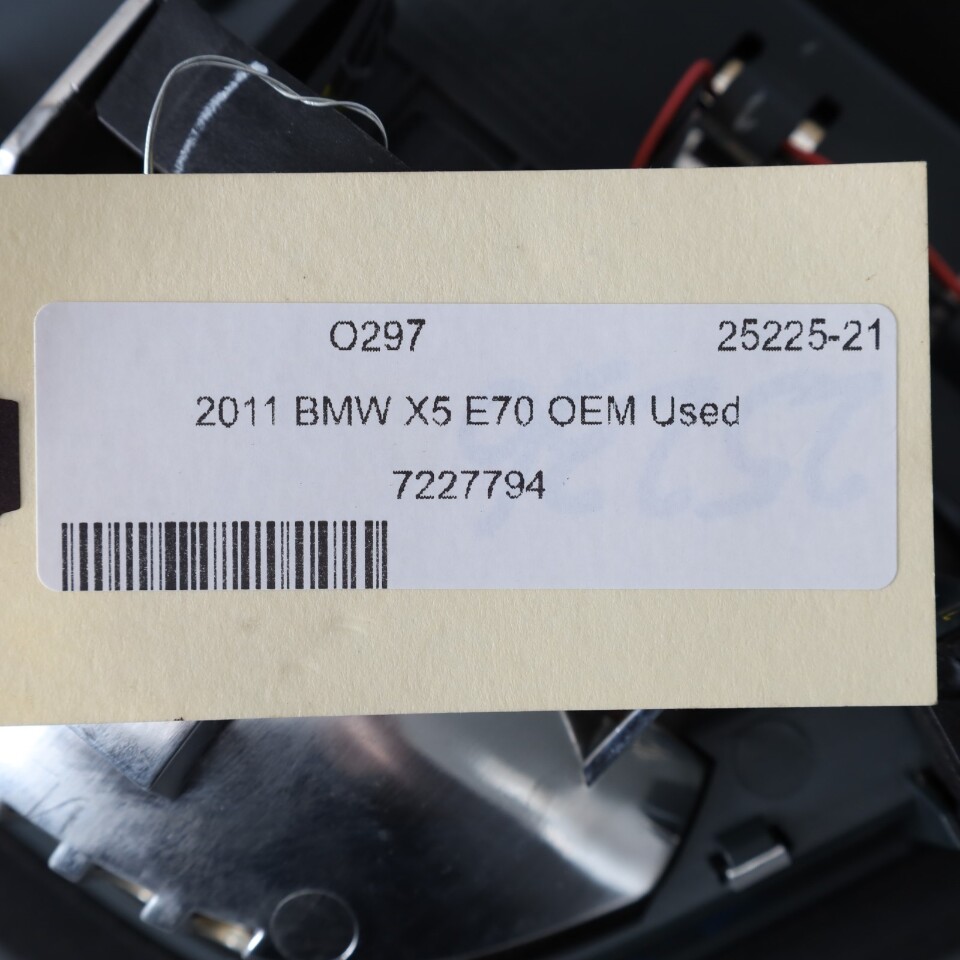 O297 25225-21
2011 BMW X5 E70 OEM Used
7227794